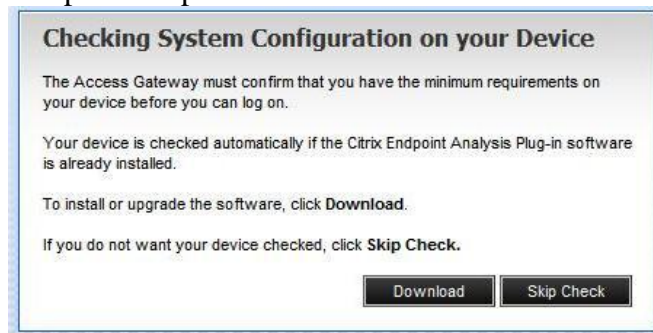 Checking System Configuration on your Device
The Access Gateway must confirm that you have the minimum requirements on
your device before you can log on.
Your device is checked automatically if the Citrix Endpoint Analysis Plug-in software
is already installed.
To install or upgrade the software, click Download.
If you do not want your device checked, click Skip Check.
Download Skip Check